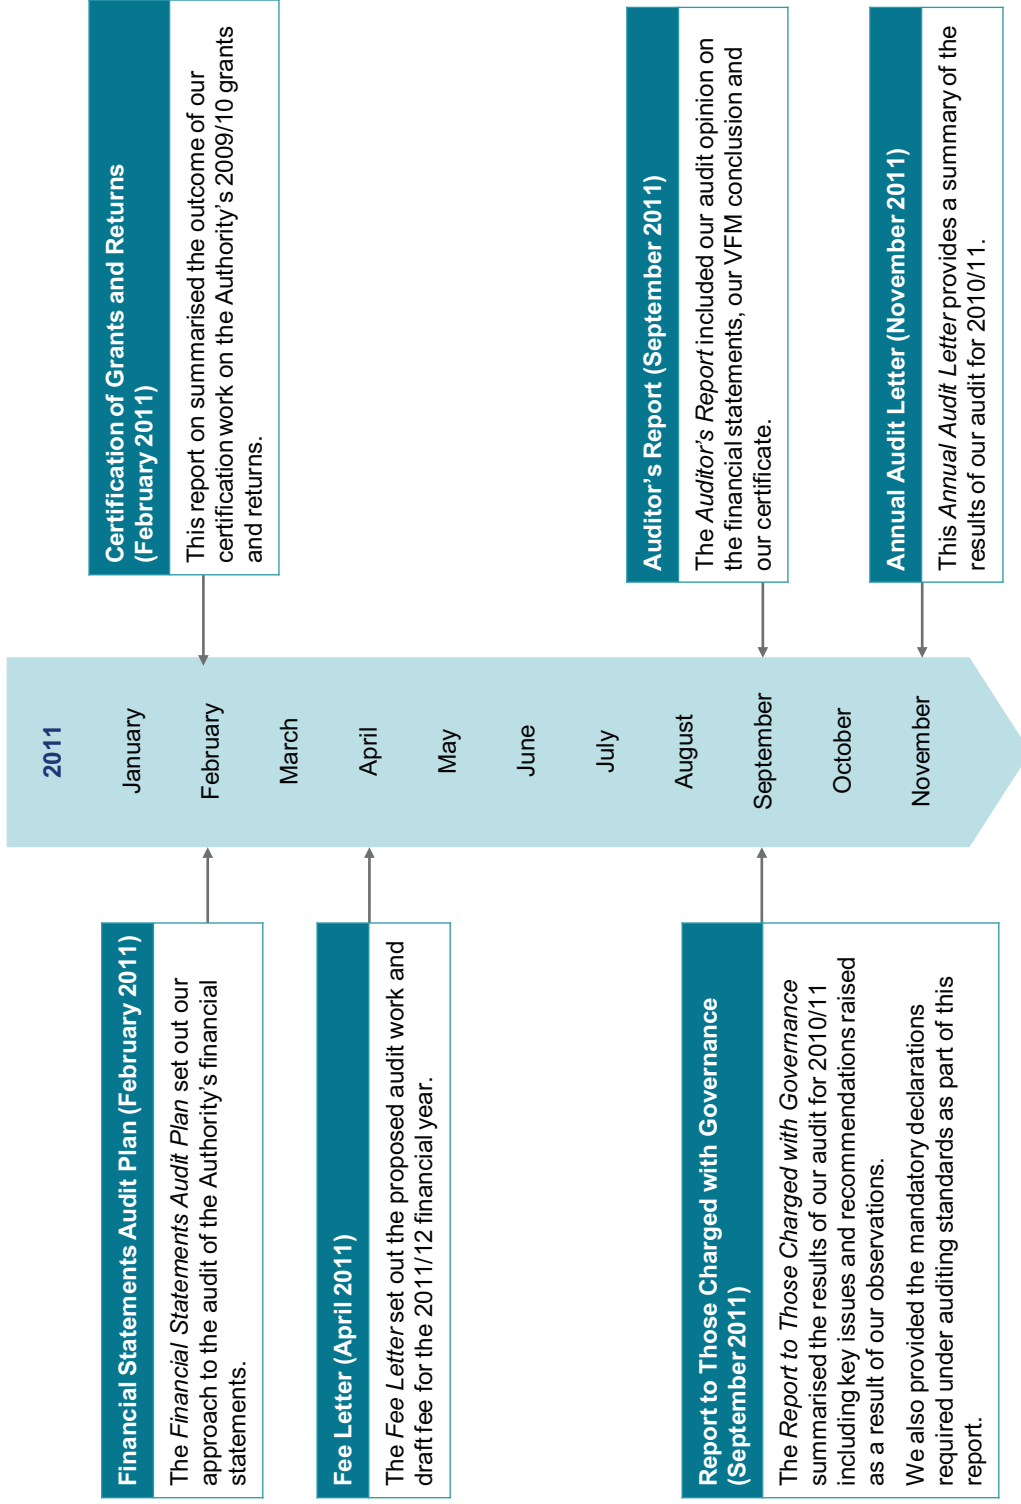 2011
January
February
March
April
May
June
July
August
September
October
November
Financial Statements Audit Plan (February 2011)
The Financial Statements Audit Plan set out our
approach to the audit of the Authority’s financial
statements.
Fee Letter (April 2011)
The Fee Letter set out the proposed audit work and
draft fee for the 2011/12 financial year.
Report to Those Charged with Governance
(September 2011)
The Report to Those Charged with Governance
summarised the results of our audit for 2010/11
including key issues and recommendations raised
as a result of our observations.
We also provided the mandatory declarations
required under auditing standards as part of this
report.
Certification of Grants and Returns
(February 2011)
This report on summarised the outcome of our
certification work on the Authority’s 2009/10 grants
and returns.
Auditor’s Report (September 2011)
The Auditor’s Report included our audit opinion on
the financial statements, our VFM conclusion and
our certificate.
Annual Audit Letter (November 2011)
This Annual Audit Letter provides a summary of the
results of our audit for 2010/11.